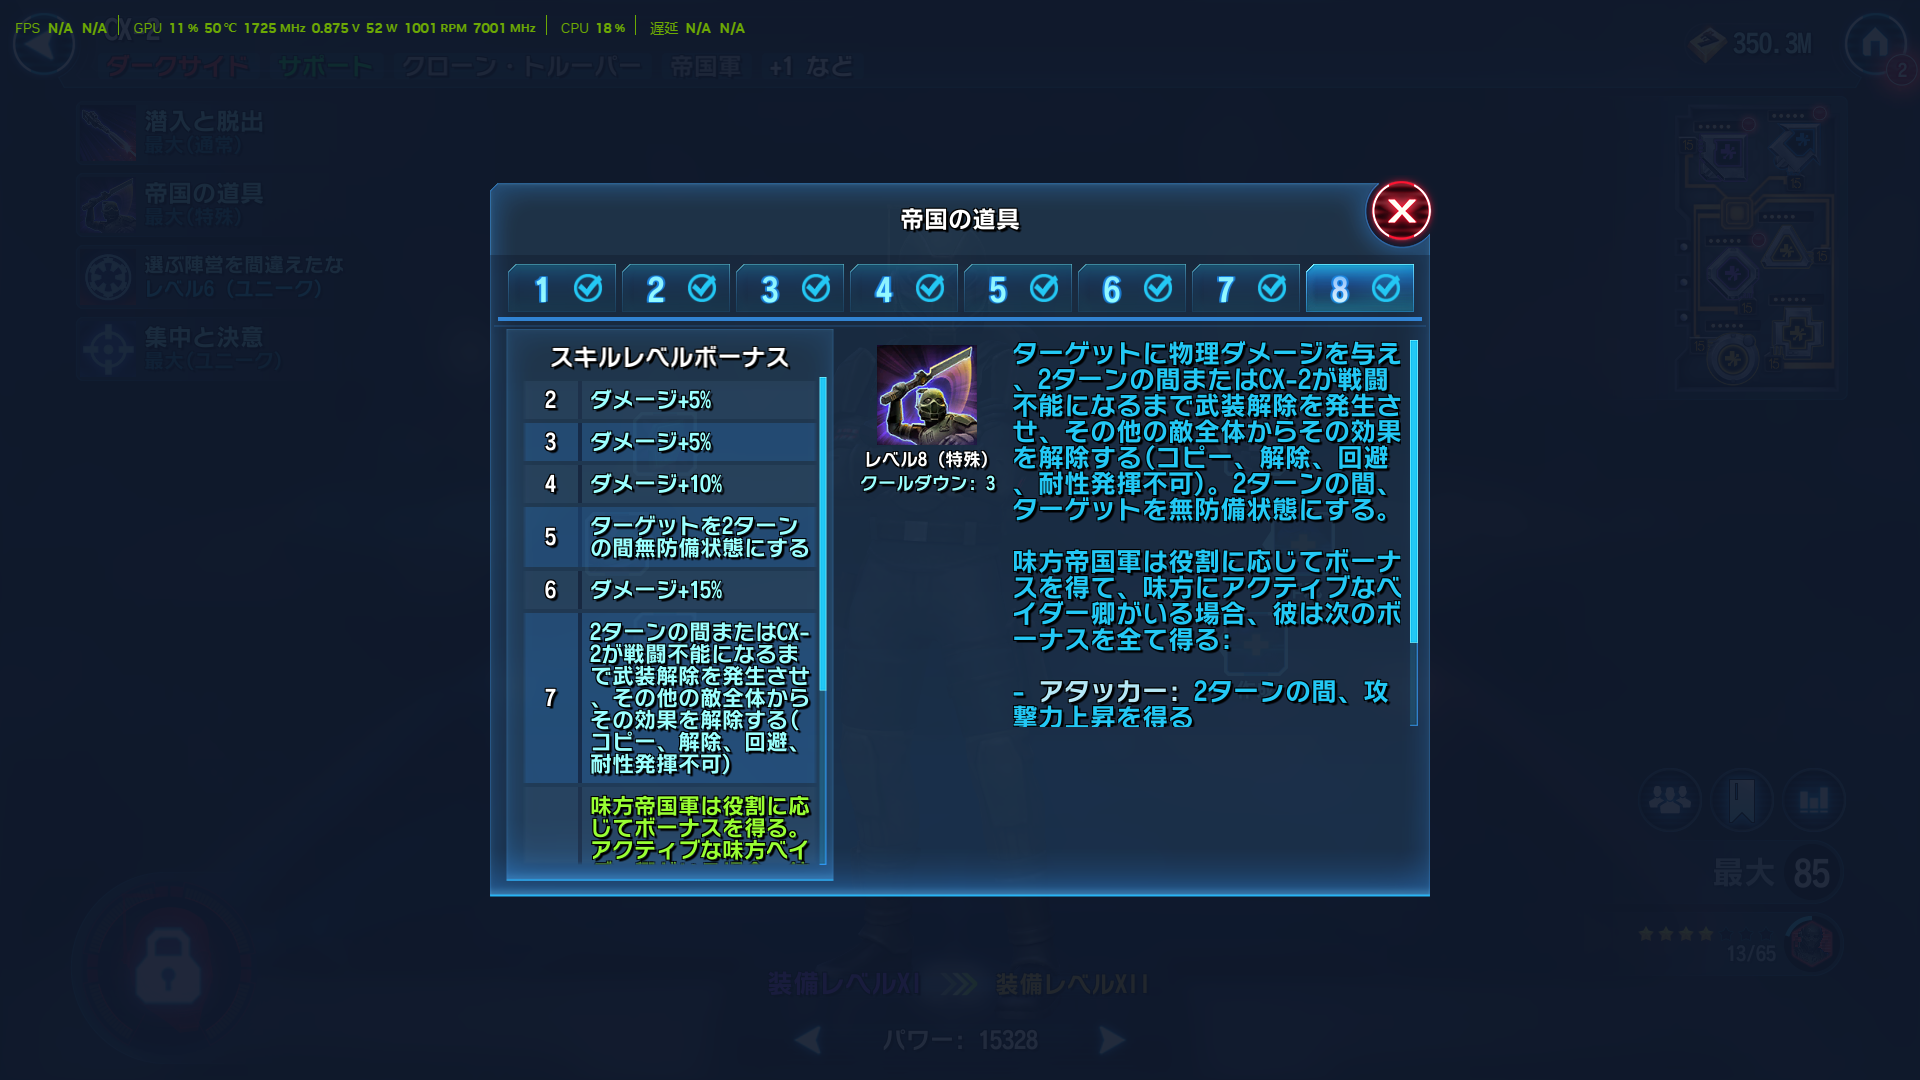 FPS N/A N/A GPU 11 % 50 ℃ 1725 MHz 0.875 V 52 W 1001 RPM 7001 MHz CPU 18 % 遅延 N/A N/A
CX-2
350.3M
2
ダークサイド サポート クローン・トルーパー 帝国軍 +1 など
潜入と脱出
最大(通常)
帝国の道具
最大(特殊)
選ぶ陣営を間違えたな
レベル6 (ユニーク)
集中と決意
最大(ユニーク)
帝国の道具
1 2 3 4 5 6 7 8
スキルレベルボーナス
2 ダメージ+5%
3 ダメージ+5%
4 ダメージ+10%
5 ターゲットを2ターン
の間無防備状態にする
6 ダメージ+15%
7 2ターンの間またはCX-
2が戦闘不能になるま
で武装解除を発生させ
、その他の敵全体から
その効果を解除する(
コピー、解除、回避、
耐性発揮不可)
味方帝国軍は役割に応
じてボーナスを得る。
アクティブな味方ベイ
レベル8 (特殊)
クールダウン: 3
ターゲットに物理ダメージを与え
、2ターンの間またはCX-2が戦闘
不能になるまで武装解除を発生さ
せ、その他の敵全体からその効果
を解除する(コピー、解除、回避
、耐性発揮不可)。2ターンの間、
ターゲットを無防備状態にする。
味方帝国軍は役割に応じてボーナ
スを得て、味方にアクティブなベ
イダー卿がいる場合、彼は次のボ
ーナスを全て得る:
- アタッカー: 2ターンの間、攻
撃力上昇を得る
15
15
15
15
15
15
最大 85
13/65
装備レベルXI 装備レベルXII
パワー: 15328